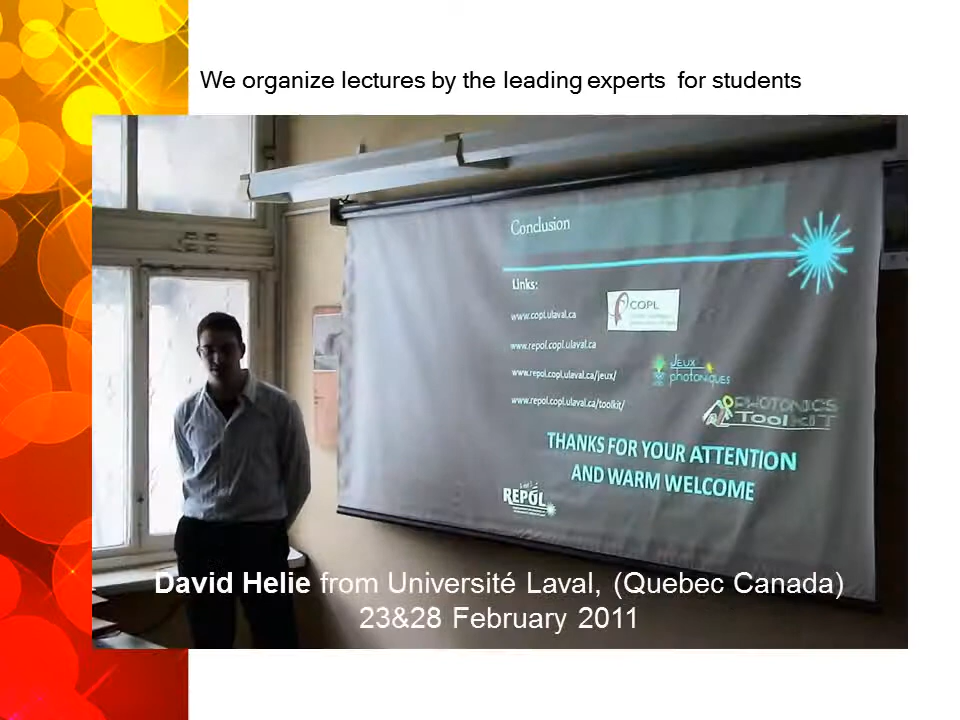 We organize lectures by the leading experts for students
Conclusion
Links:
www.copl.ulaval.ca
COPL
www.repol.copl.ulaval.ca
www.repol.copl.ulaval.ca/jeux/
Jeux
photoniques
www.repol.copl.ulaval.ca/toolkit/
PHOTONICS
Toolkit
THANKS FOR YOUR ATTENTION
AND WARM WELCOME
REPOL
David Helie from Université Laval, (Quebec Canada)
23&28 February 2011